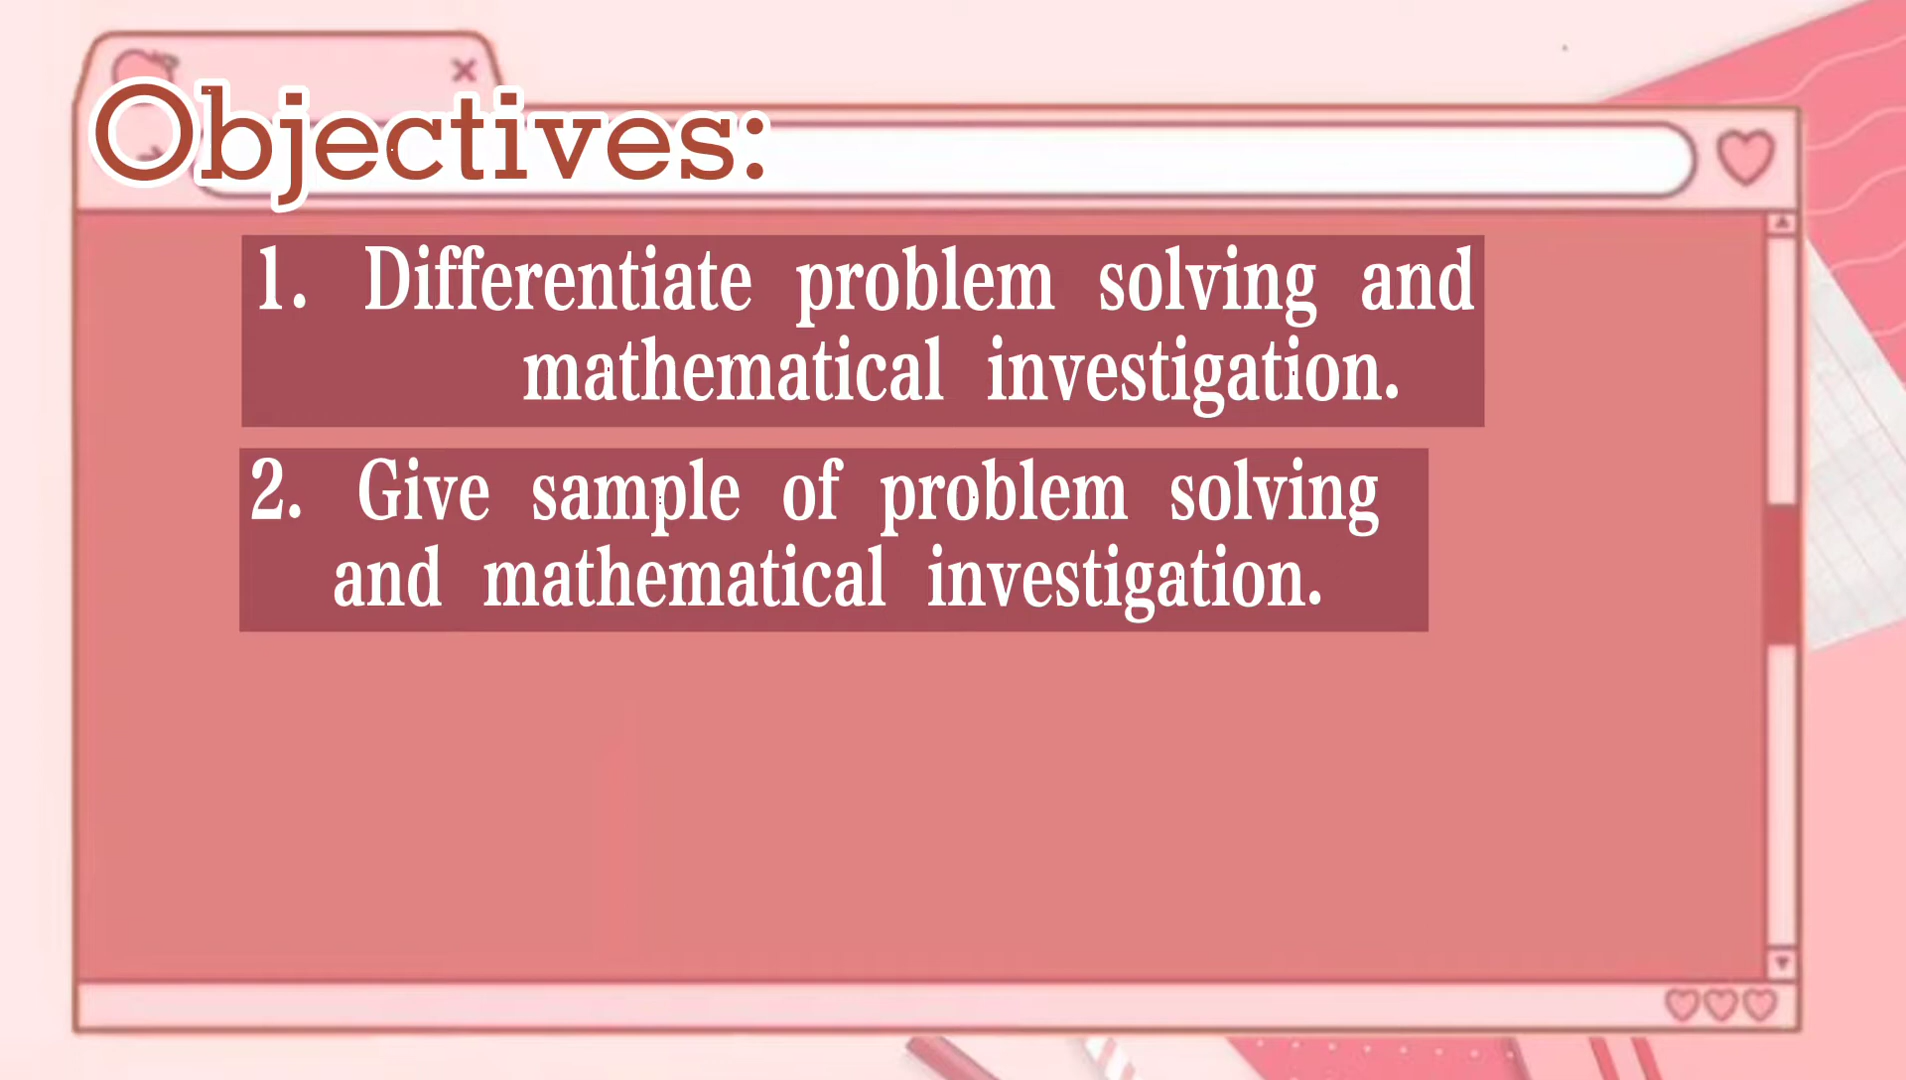 Objectives:
1. Differentiate problem solving and
mathematical investigation.
2. Give sample of problem solving
and mathematical investigation.